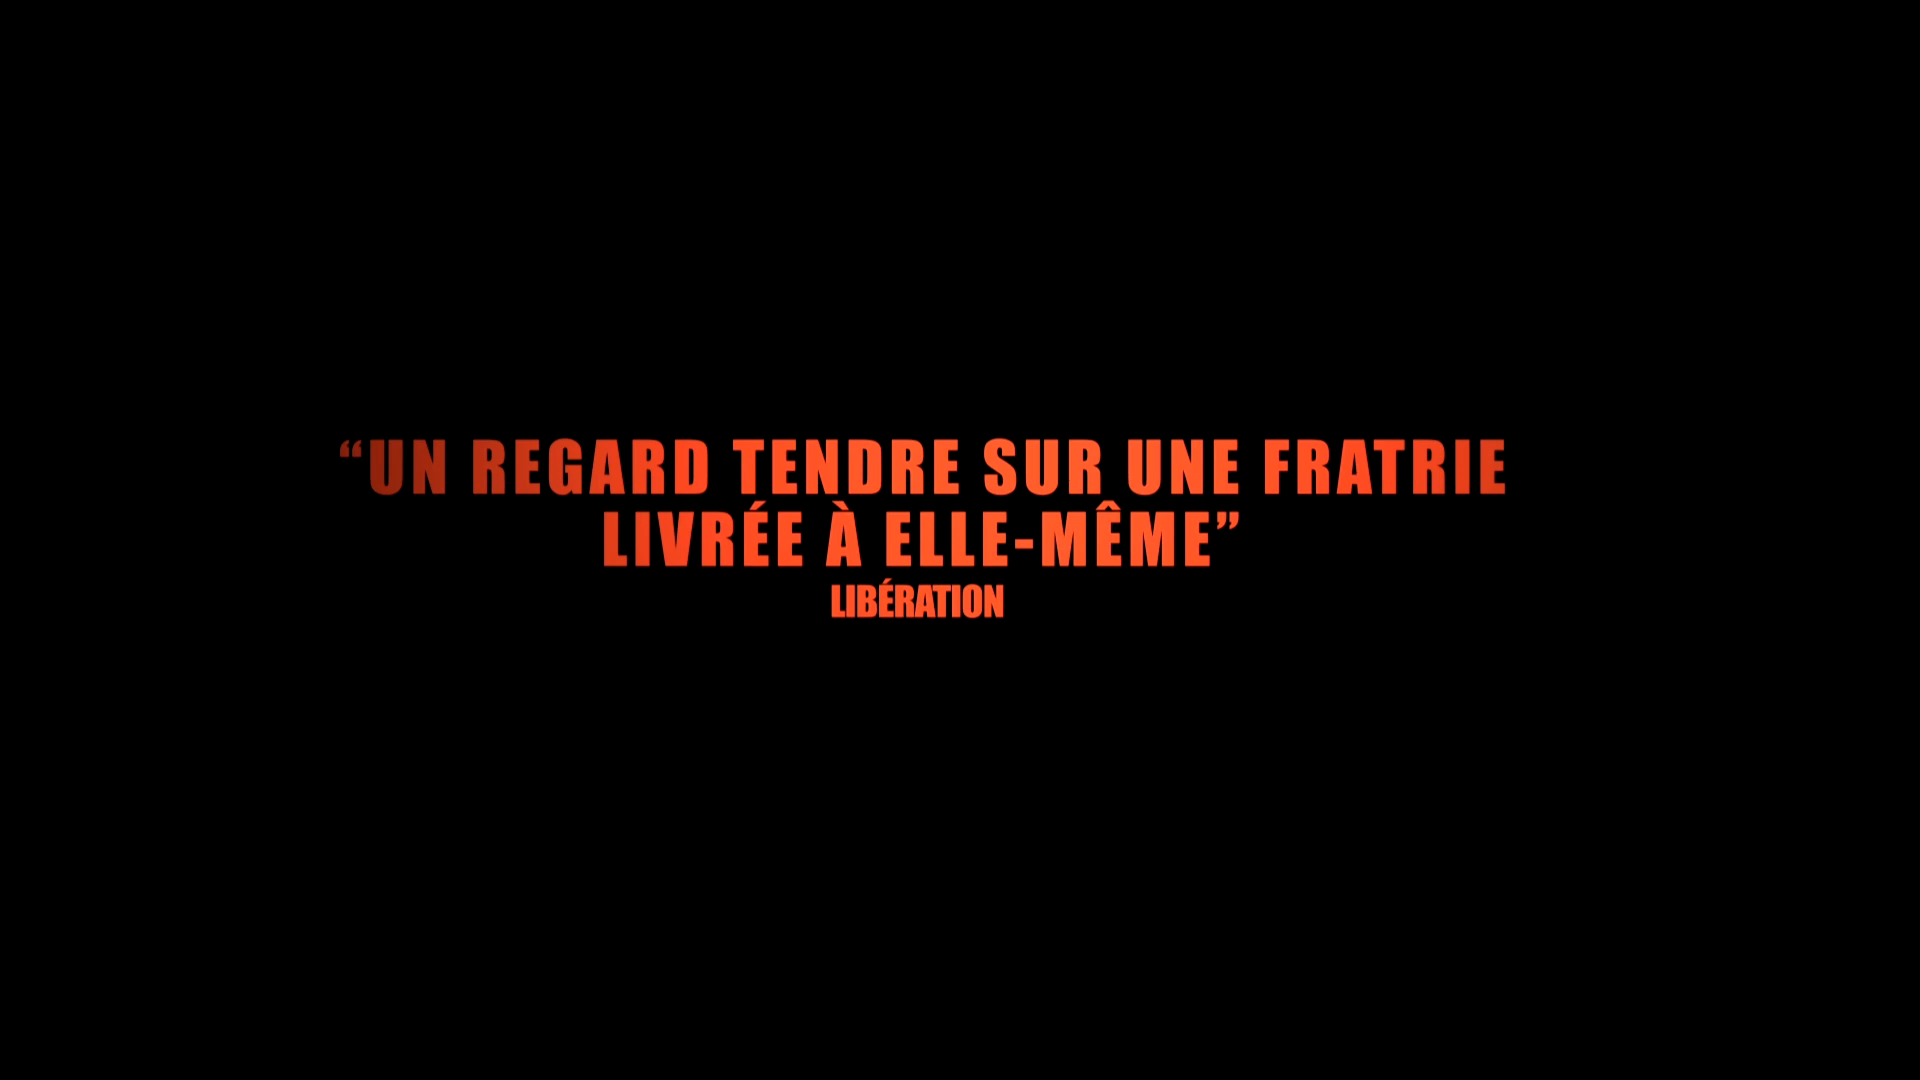 “UN REGARD TENDRE SUR UNE FRATRIE
LIVRÉE À ELLE-MÊME”
LIBÉRATION